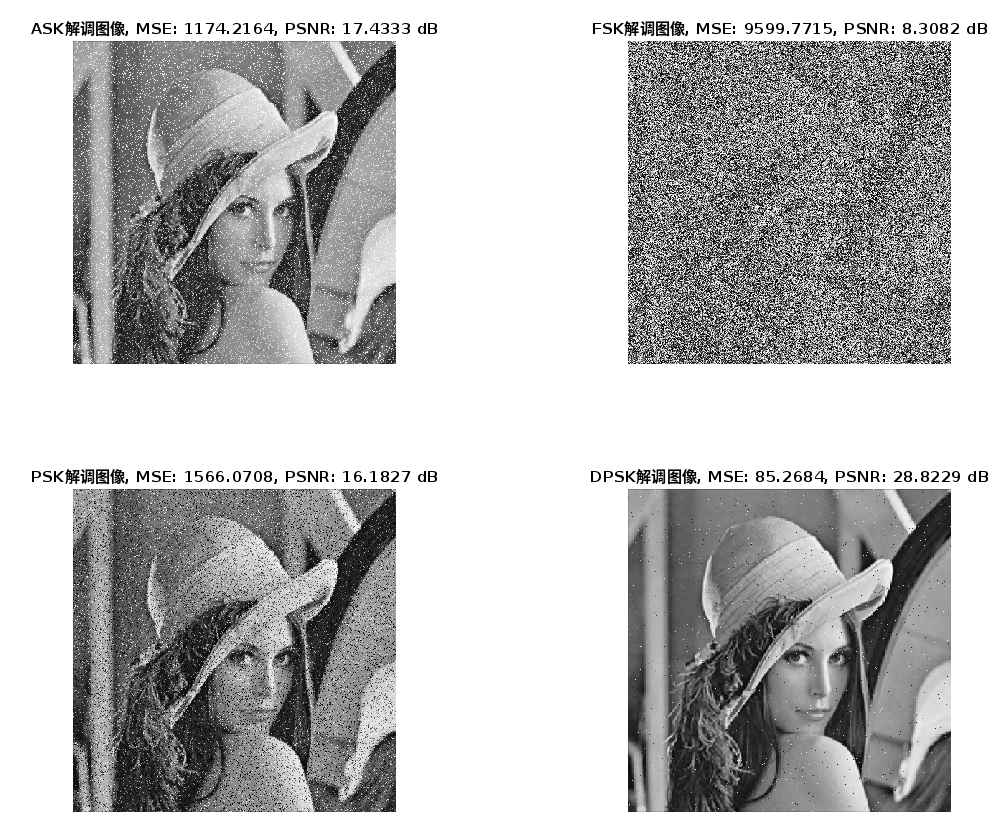 ASK解调图像, MSE: 1174.2164, PSNR: 17.4333 dB
FSK解调图像, MSE: 9599.7715, PSNR: 8.3082 dB
PSK解调图像, MSE: 1566.0708, PSNR: 16.1827 dB
DPSK解调图像, MSE: 85.2684, PSNR: 28.8229 dB